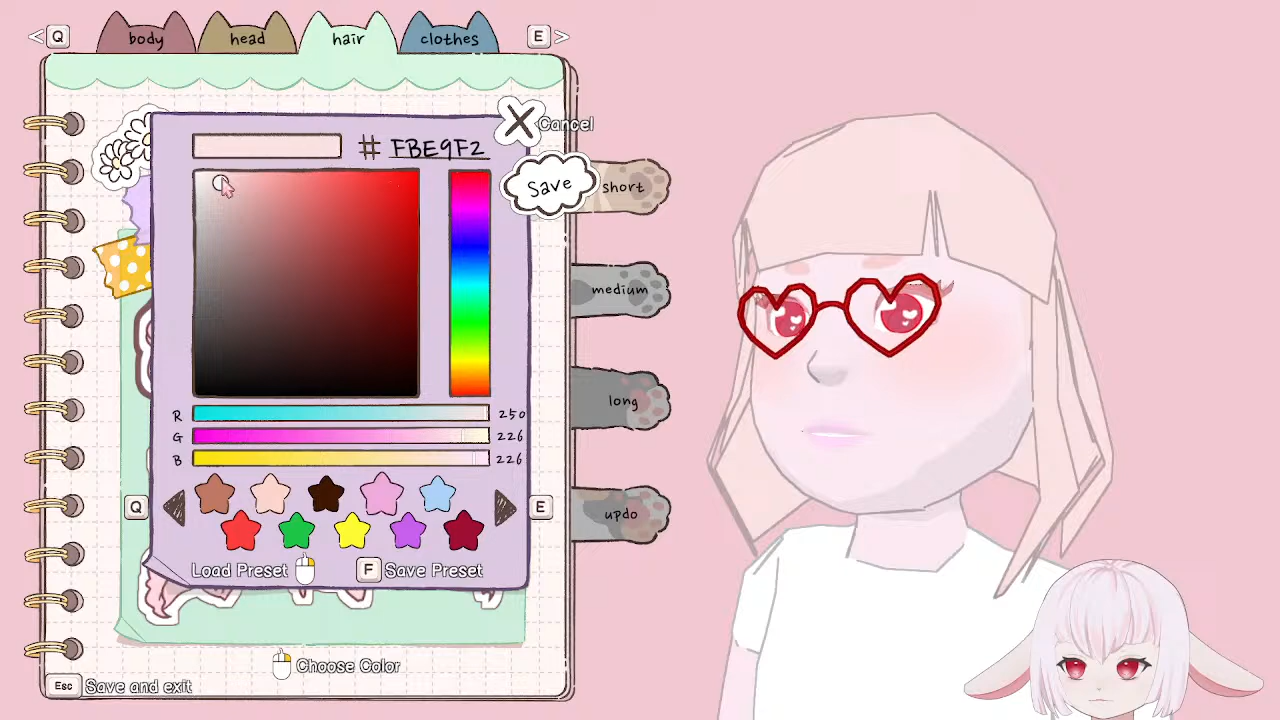 < Q body head hair clothes E >
Cancel
# FBE9F2
Save
short
medium
long
updo
R 250
G 226
B 226
Q E
Load Preset F Save Preset
Choose Color
Esc Save and exit